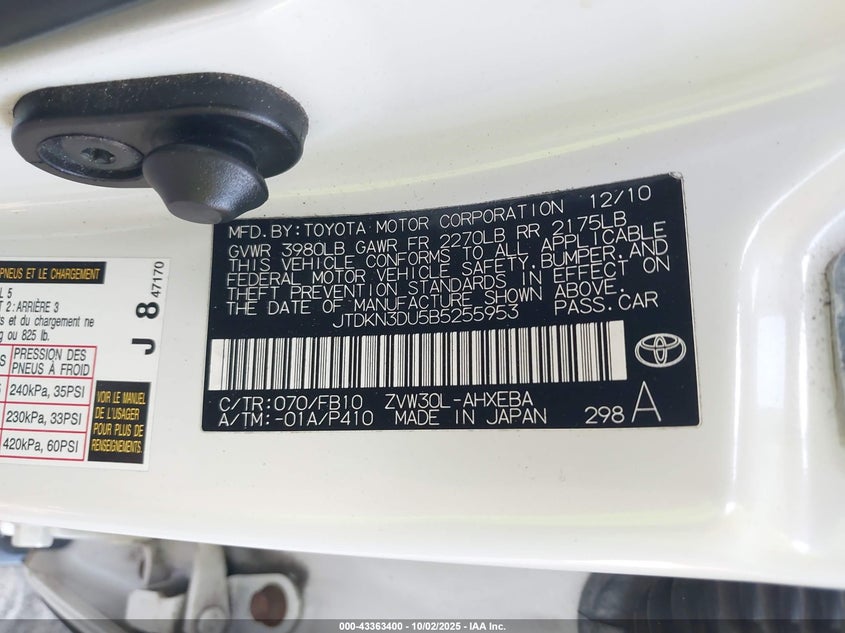 MFD. BY: TOYOTA MOTOR CORPORATION 12/10
GVWR 3980LB GAWR FR 2270LB RR 2175LB
THIS VEHICLE CONFORMS TO ALL APPLICABLE
FEDERAL MOTOR VEHICLE SAFETY, BUMPER, AND
THEFT PREVENTION STANDARDS IN EFFECT ON
THE DATE OF MANUFACTURE SHOWN ABOVE.
JTDKN3DU5B5255953 PASS. CAR
C/TR: 070/FB10 ZVW30L-AHXEBA
A/TM: -01A/P410 MADE IN JAPAN 298 A
PNEUS ET LE CHARGEMENT
L 5
T 2: ARRIÈRE 3
ts et du chargement ne
g ou 825 lb.
J 8 47170
S PRESSION DES
PNEUS À FROID
240kPa, 35PSI
230kPa, 33PSI
420kPa, 60PSI
VOIR LE MANUEL
DE L'USAGER
POUR PLUS DE
RENSEIGNEMENTS.
000-43363400 - 10/02/2025 - IAA Inc.